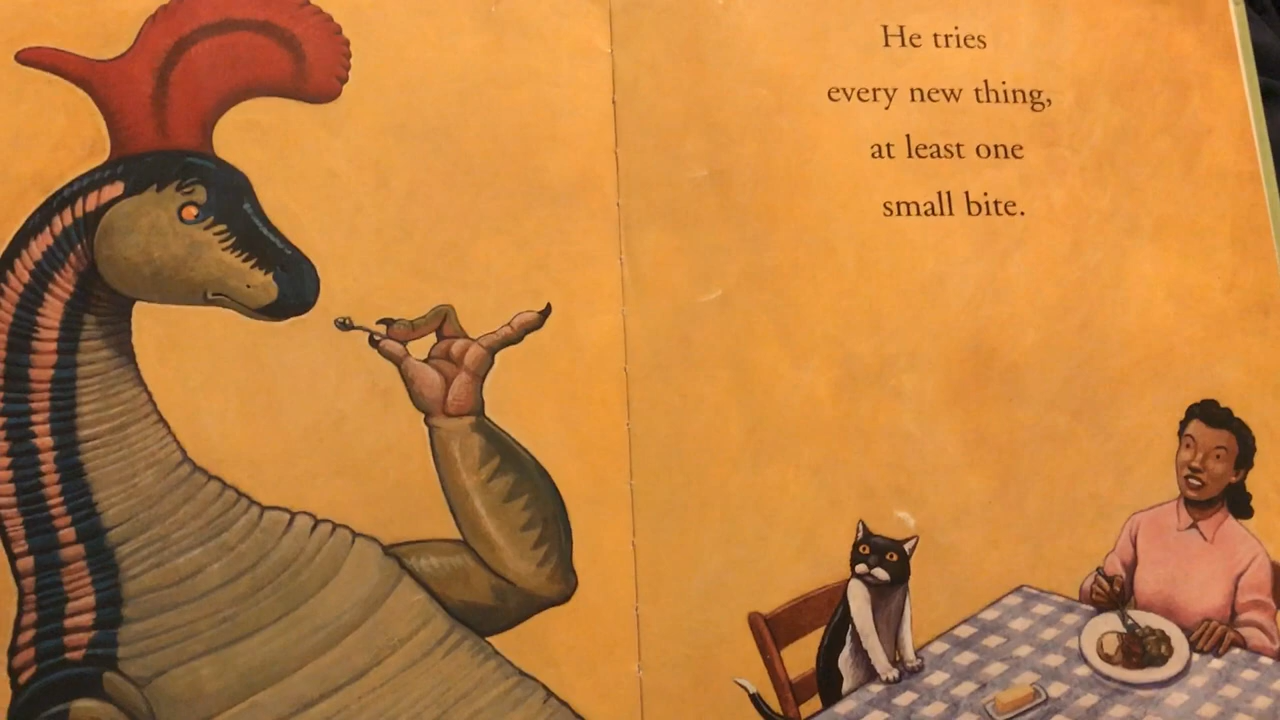 He tries
every new thing,
at least one
small bite.